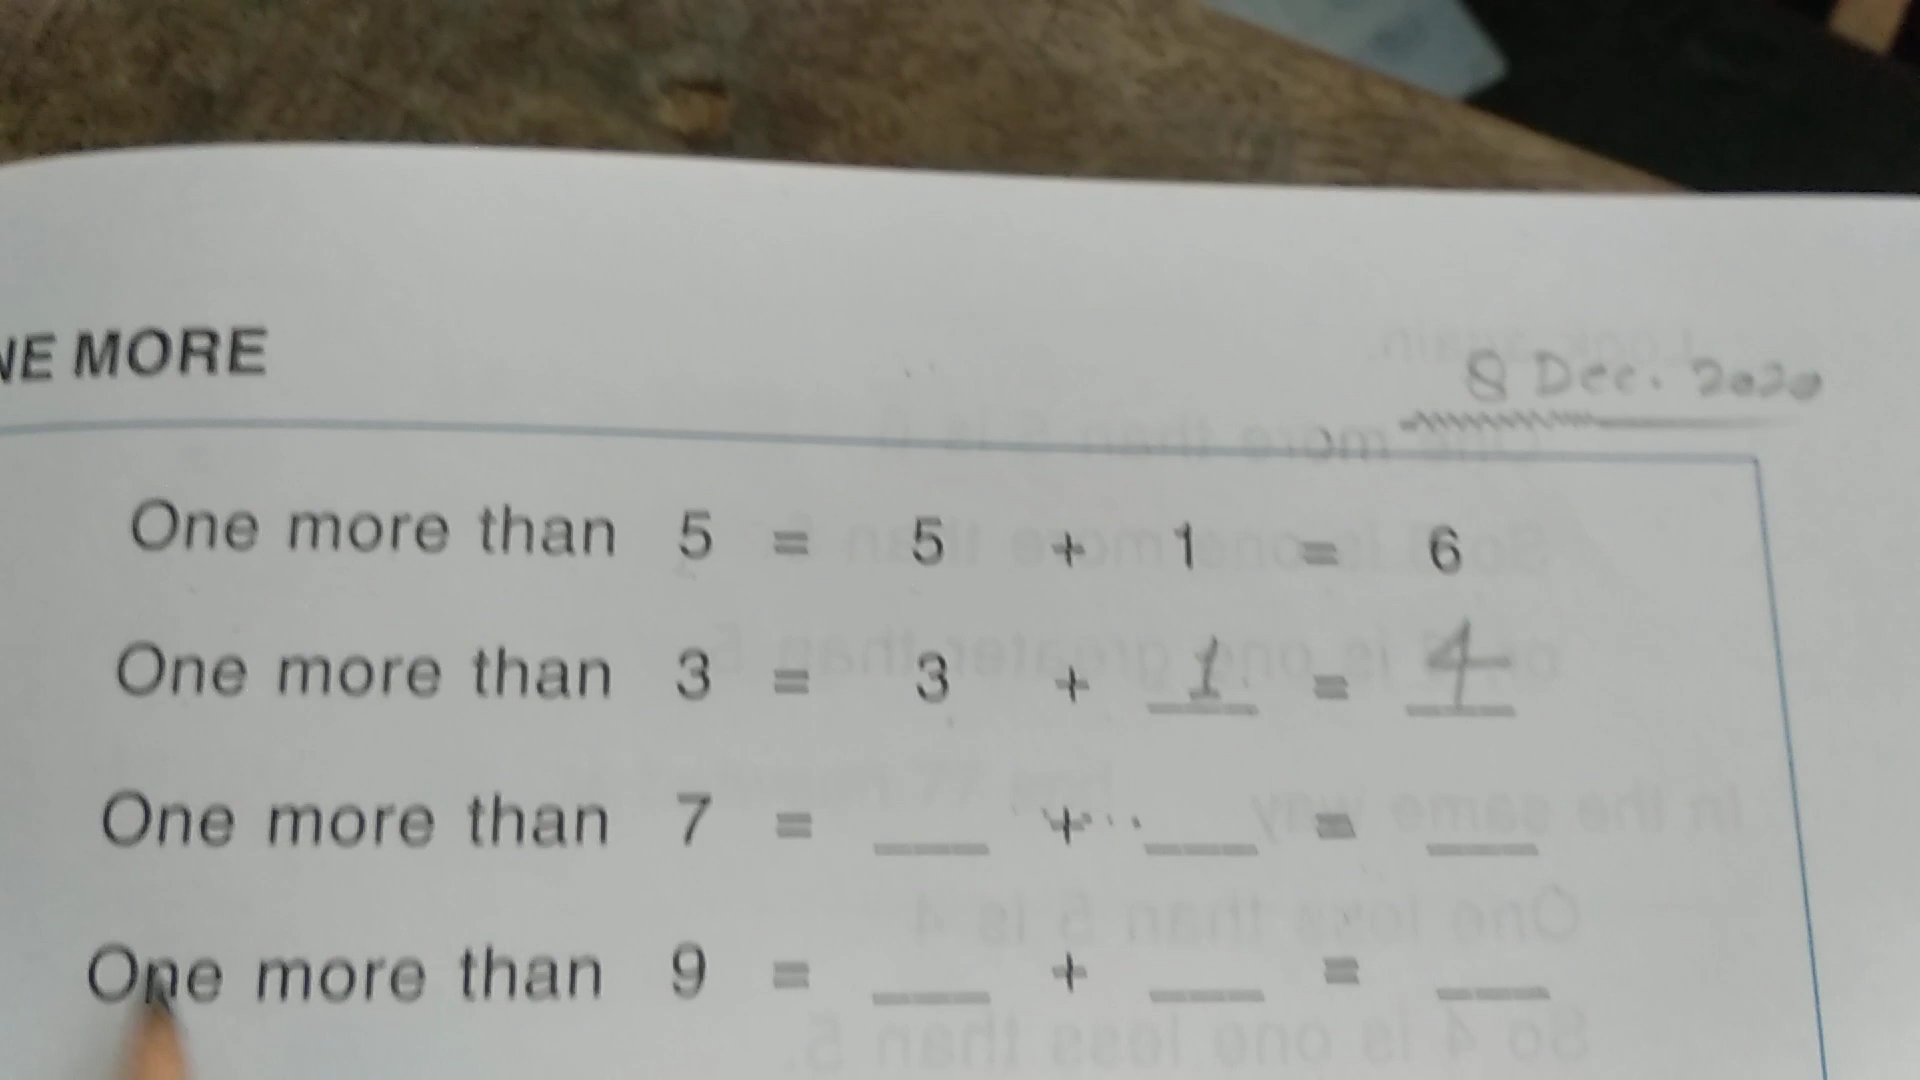 NE MORE
8 Dec. 2020
One more than 5 = 5 + 1 = 6
One more than 3 = 3 + 1 = 4
One more than 7 = ___ + ___ = ___
One more than 9 = ___ + ___ = ___